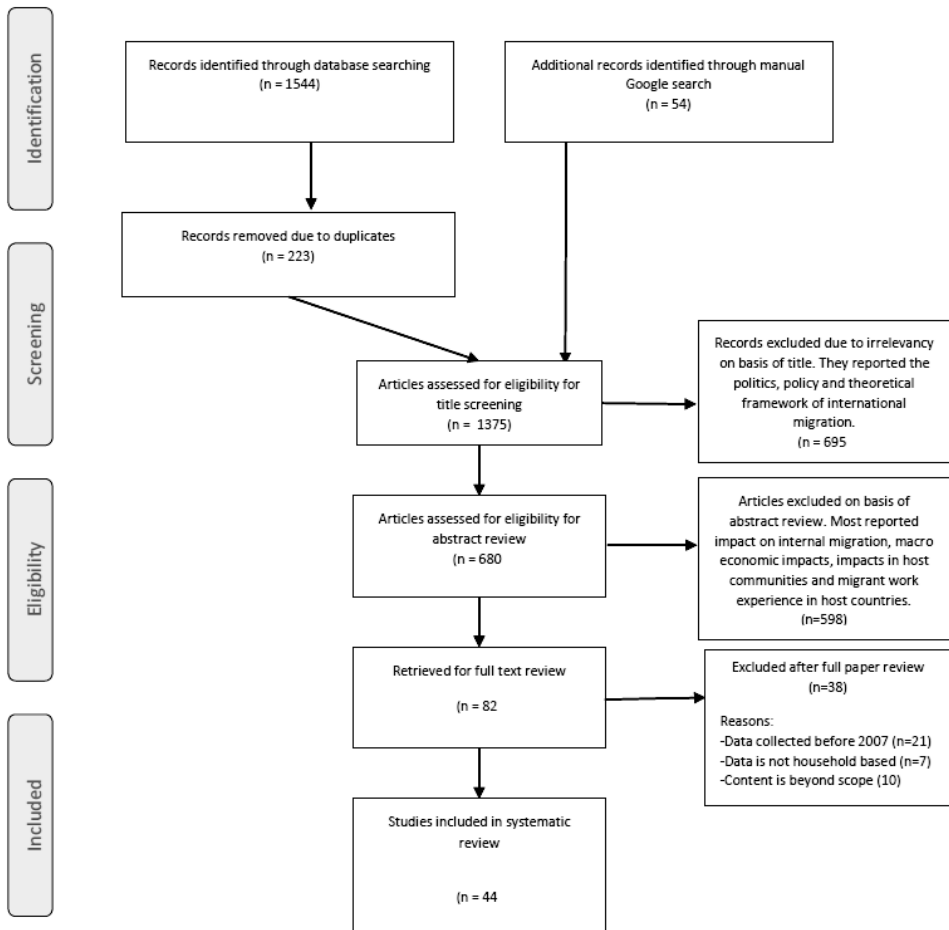 Identification
Records identified through database searching
(n = 1544)
Additional records identified through manual
Google search
(n = 54)
Screening
Records removed due to duplicates
(n = 223)
Articles assessed for eligibility for
title screening
(n =  1375)
Records excluded due to irrelevancy
on basis of title. They reported the
politics, policy and theoretical
framework of international
migration.
(n = 695
Eligibility
Articles assessed for eligibility for
abstract review
(n = 680
Articles excluded on basis of
abstract review. Most reported
impact on internal migration, macro
economic impacts, impacts in host
communities and migrant work
experience in host countries.
(n=598)
Retrieved for full text review
(n = 82
Excluded after full paper review
(n=38)
Reasons:
-Data collected before 2007 (n=21)
-Data is not household based (n=7)
-Content is beyond scope (10)
Included
Studies included in systematic
review
(n = 44